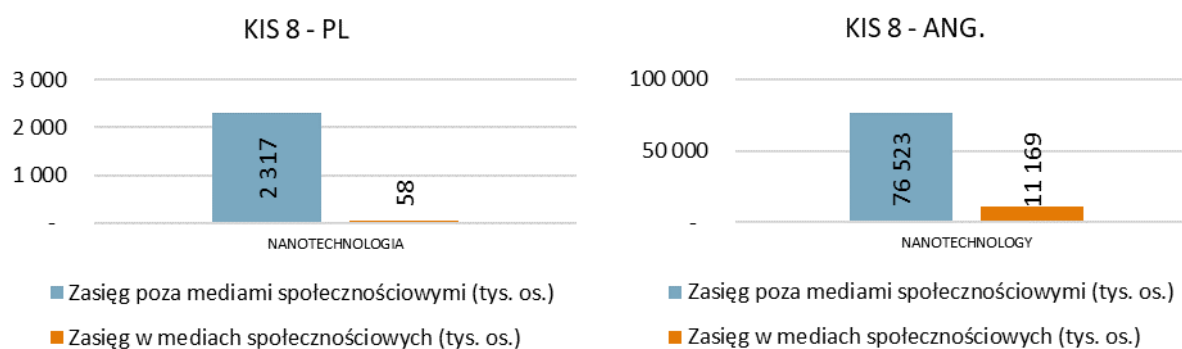 KIS 8 - PL
3 000
2 000
1 000
-
2 317
58
NANOTECHNOLOGIA
Zasięg poza mediami społecznościowymi (tys. os.)
Zasięg w mediach społecznościowych (tys. os.)
KIS 8 - ANG.
100 000
50 000
-
76 523
11 169
NANOTECHNOLOGY
Zasięg poza mediami społecznościowymi (tys. os.)
Zasięg w mediach społecznościowych (tys. os.)